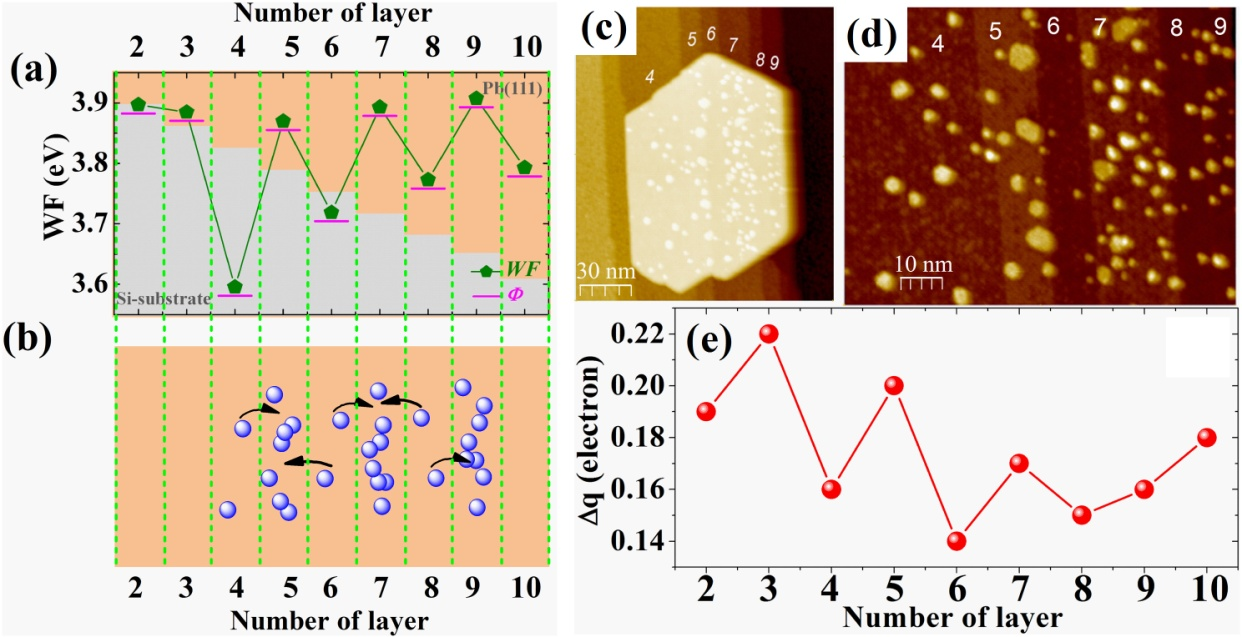 Number of layer
2 3 4 5 6 7 8 9 10
(a)
Pb(111)
3.9
3.8
3.7
3.6
WF (eV)
WF
Φ
Si-substrate
(b)
2 3 4 5 6 7 8 9 10
Number of layer
(c)
4 5 6 7 8 9
30 nm
(d)
4 5 6 7 8 9
10 nm
(e)
0.22
0.20
0.18
0.16
0.14
Δq (electron)
2 3 4 5 6 7 8 9 10
Number of layer